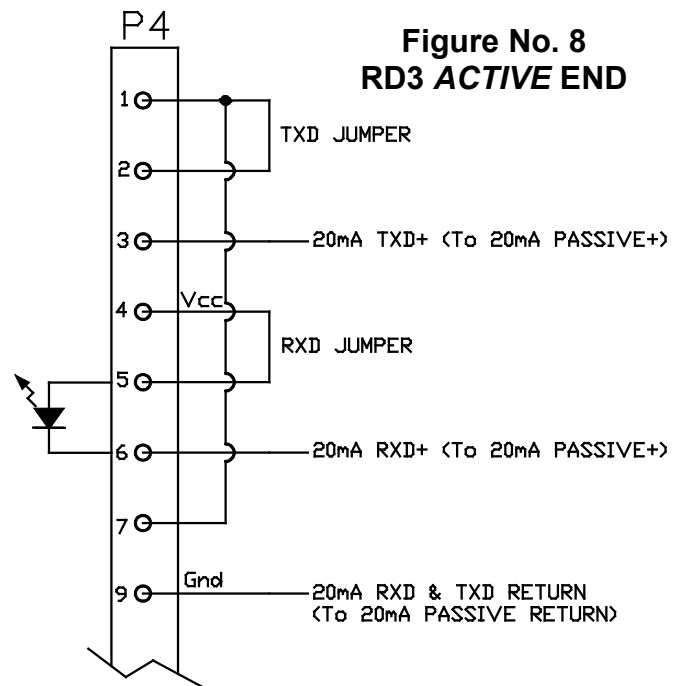 P4
Figure No. 8
RD3 ACTIVE END
1
TXD JUMPER
2
3
20mA TXD+ (To 20mA PASSIVE+)
4
Vcc
RXD JUMPER
5
6
20mA RXD+ (To 20mA PASSIVE+)
7
9
Gnd
20mA RXD & TXD RETURN
(To 20mA PASSIVE RETURN)